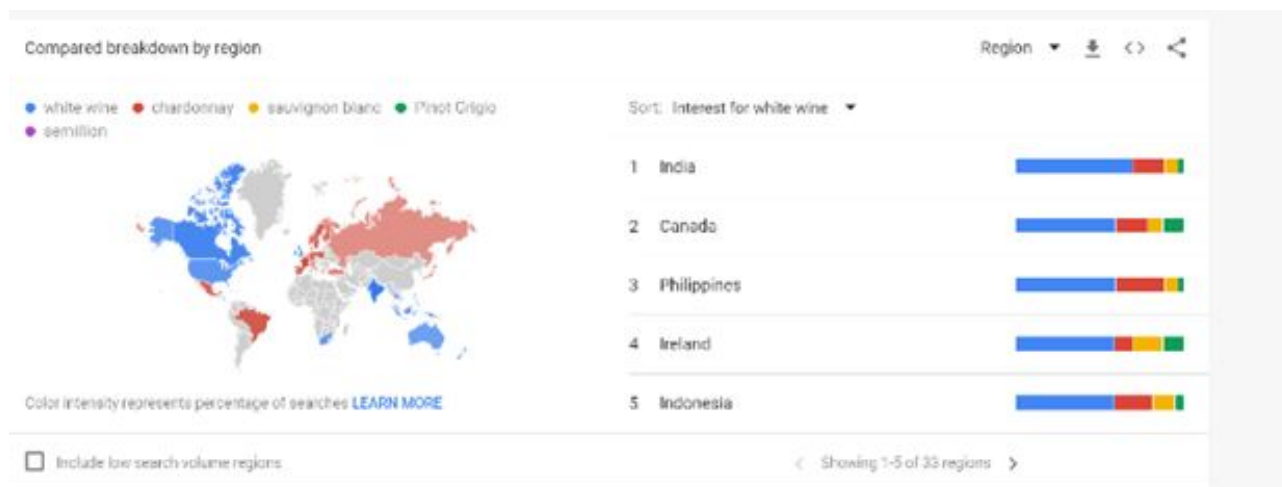 Compared breakdown by region
Region
white wine chardonnay sauvignon blanc Pinot Grigio
semillion
Sort: Interest for white wine
1 India
2 Canada
3 Philippines
4 Ireland
5 Indonesia
Color intensity represents percentage of searches LEARN MORE
Include low search volume regions
Showing 1-5 of 33 regions